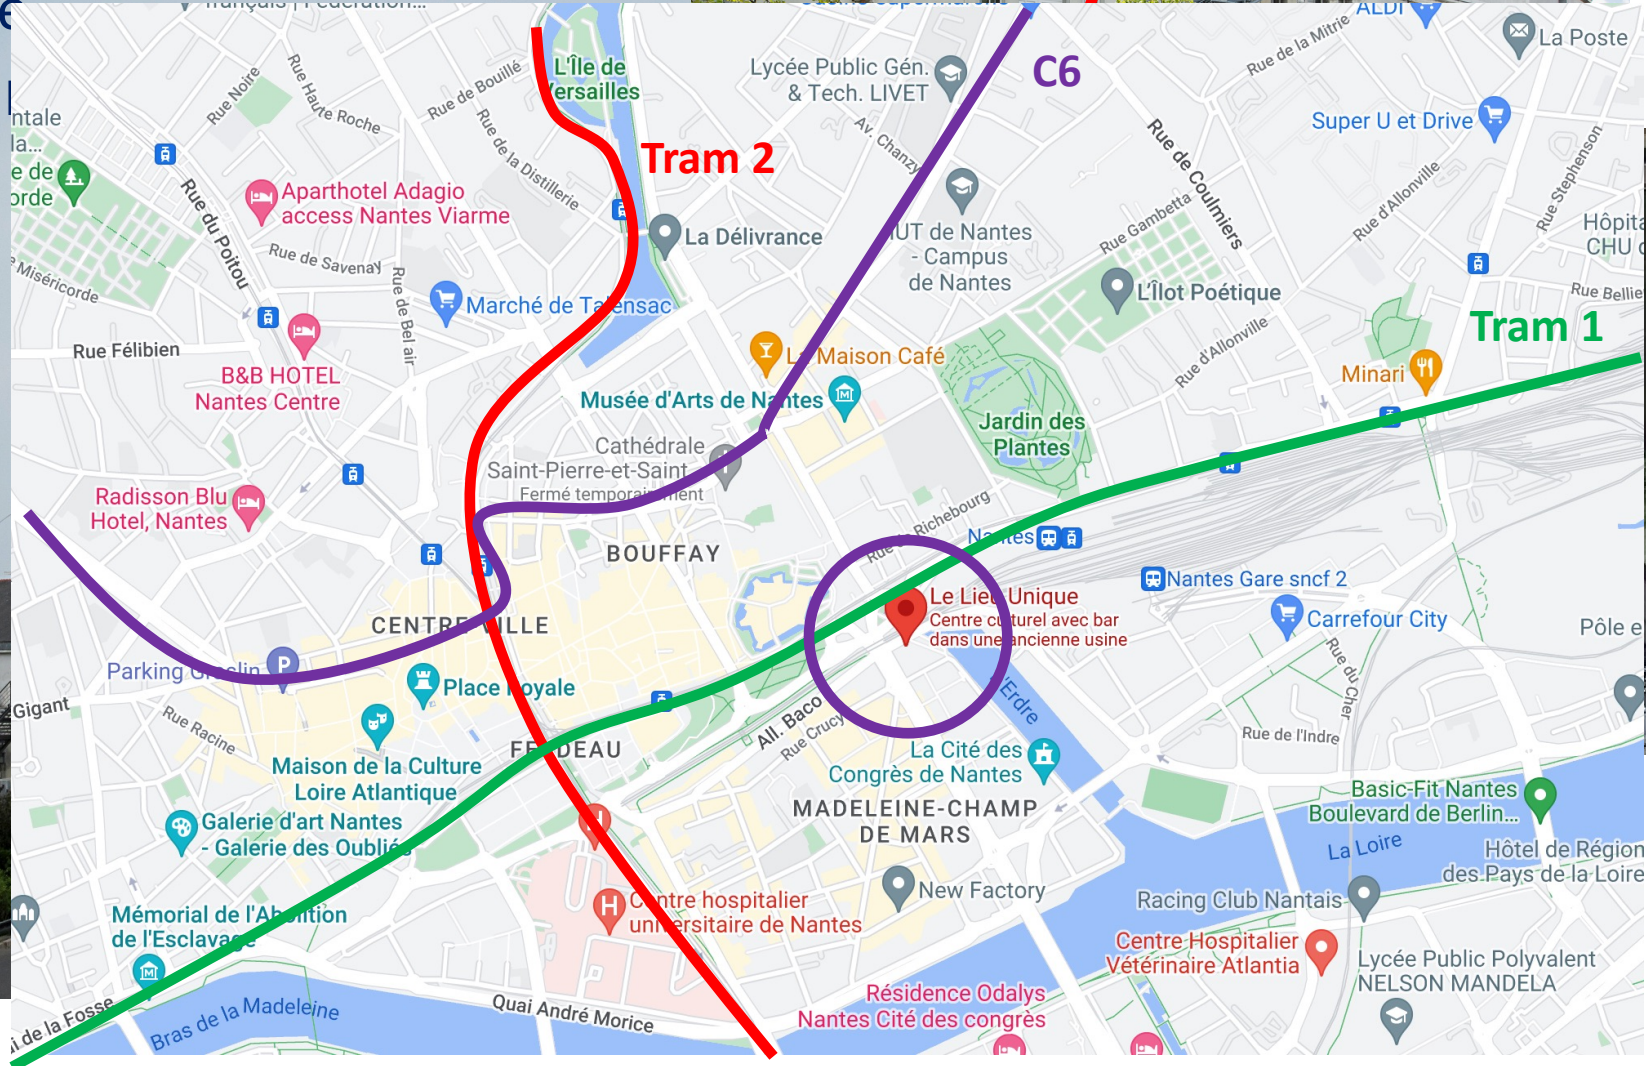 ALDI
La Poste
Rue de la Mitrie
L'Île de
Versailles
Rue de Bouillé
Rue Noire
Rue Haute Roche
Lycée Public Gén.
& Tech. LIVET
C6
Super U et Drive
Rue de Coulmiers
Av. Chanzy
Rue Stephenson
Tram 2
Rue de la Distillerie
Aparthotel Adagio
access Nantes Viarme
Rue du Poitou
La Délivrance
IUT de Nantes
- Campus
de Nantes
Rue Gambetta
Rue d'Allonville
Rue de Savenay
Miséricorde
Rue de Bel air
Marché de Talensac
L'Îlot Poétique
Tram 1
Rue Félibien
B&B HOTEL
Nantes Centre
La Maison Café
Rue d'Allonville
Minari
Musée d'Arts de Nantes
Jardin des
Plantes
Cathédrale
Saint-Pierre-et-Saint
Fermé temporairement
Radisson Blu
Hotel, Nantes
Rue de Richebourg
Nantes
BOUFFAY
Nantes Gare sncf 2
Le Lieu Unique
Centre culturel avec bar
dans une ancienne usine
Carrefour City
CENTRE-VILLE
Parking Graslin
P
Place Royale
Rue du Cher
L'Erdre
Gigant
Rue Racine
All. Baco
Rue Crucy
Rue de l'Indre
FEYDEAU
Maison de la Culture
Loire Atlantique
La Cité des
Congrès de Nantes
MADELEINE-CHAMP
DE MARS
Basic-Fit Nantes
Boulevard de Berlin...
Galerie d'art Nantes
- Galerie des Oubliés
La Loire
Hôtel de Région
des Pays de la Loire
New Factory
Racing Club Nantais
H
Centre hospitalier
universitaire de Nantes
Mémorial de l'Abolition
de l'Esclavage
Centre Hospitalier
Vétérinaire Atlantia
Lycée Public Polyvalent
NELSON MANDELA
Résidence Odalys
Nantes Cité des congrès
Bras de la Madeleine
Quai André Morice
de la Fosse